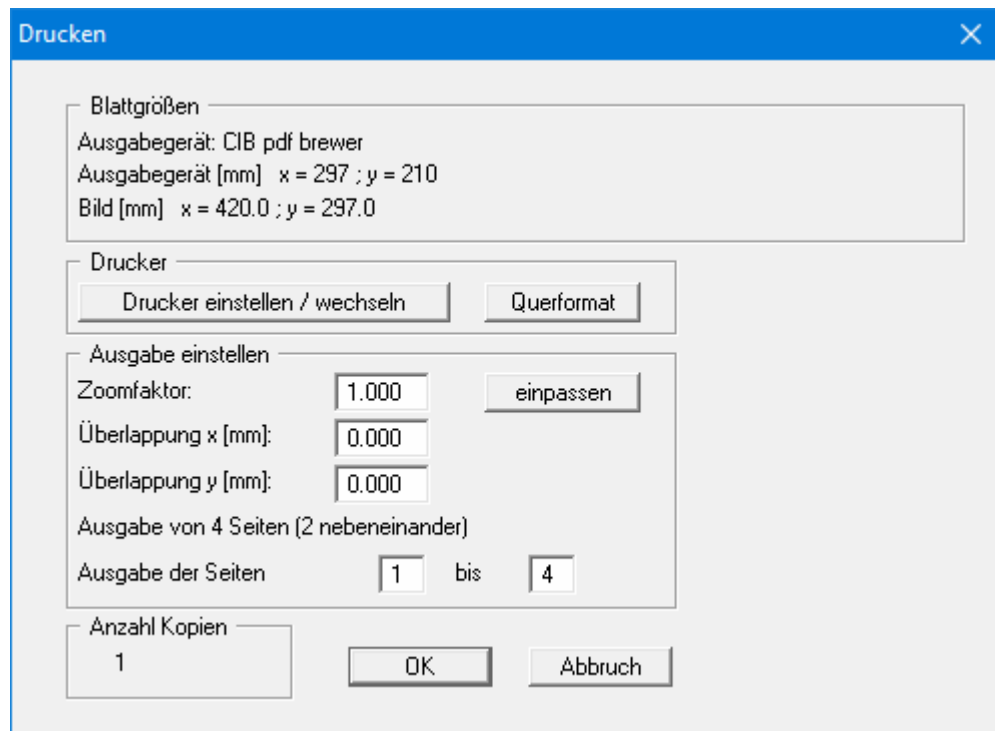 Drucken
Blattgrößen
Ausgabegerät: CIB pdf brewer
Ausgabegerät [mm]   x = 297 ; y = 210
Bild [mm]   x = 420.0 ; y = 297.0
Drucker
Drucker einstellen / wechseln   Querformat
Ausgabe einstellen
Zoomfaktor:   1.000   einpassen
Überlappung x [mm]:   0.000
Überlappung y [mm]:   0.000
Ausgabe von 4 Seiten (2 nebeneinander)
Ausgabe der Seiten   1   bis   4
Anzahl Kopien
1   OK   Abbruch